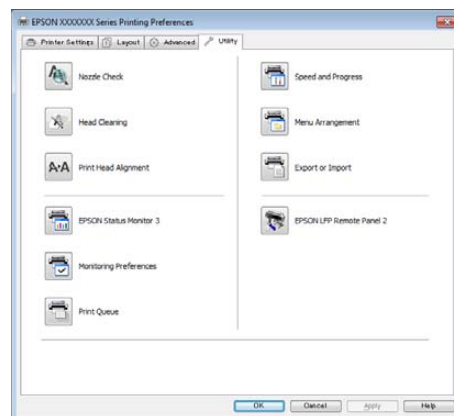 EPSON XXXXXXX Series Printing Preferences
Printer Settings Layout Advanced Utility
Nozzle Check
Head Cleaning
A·A Print Head Alignment
EPSON Status Monitor 3
Monitoring Preferences
Print Queue
Speed and Progress
Menu Arrangement
Export or Import
EPSON LFP Remote Panel 2
OK Cancel Apply Help